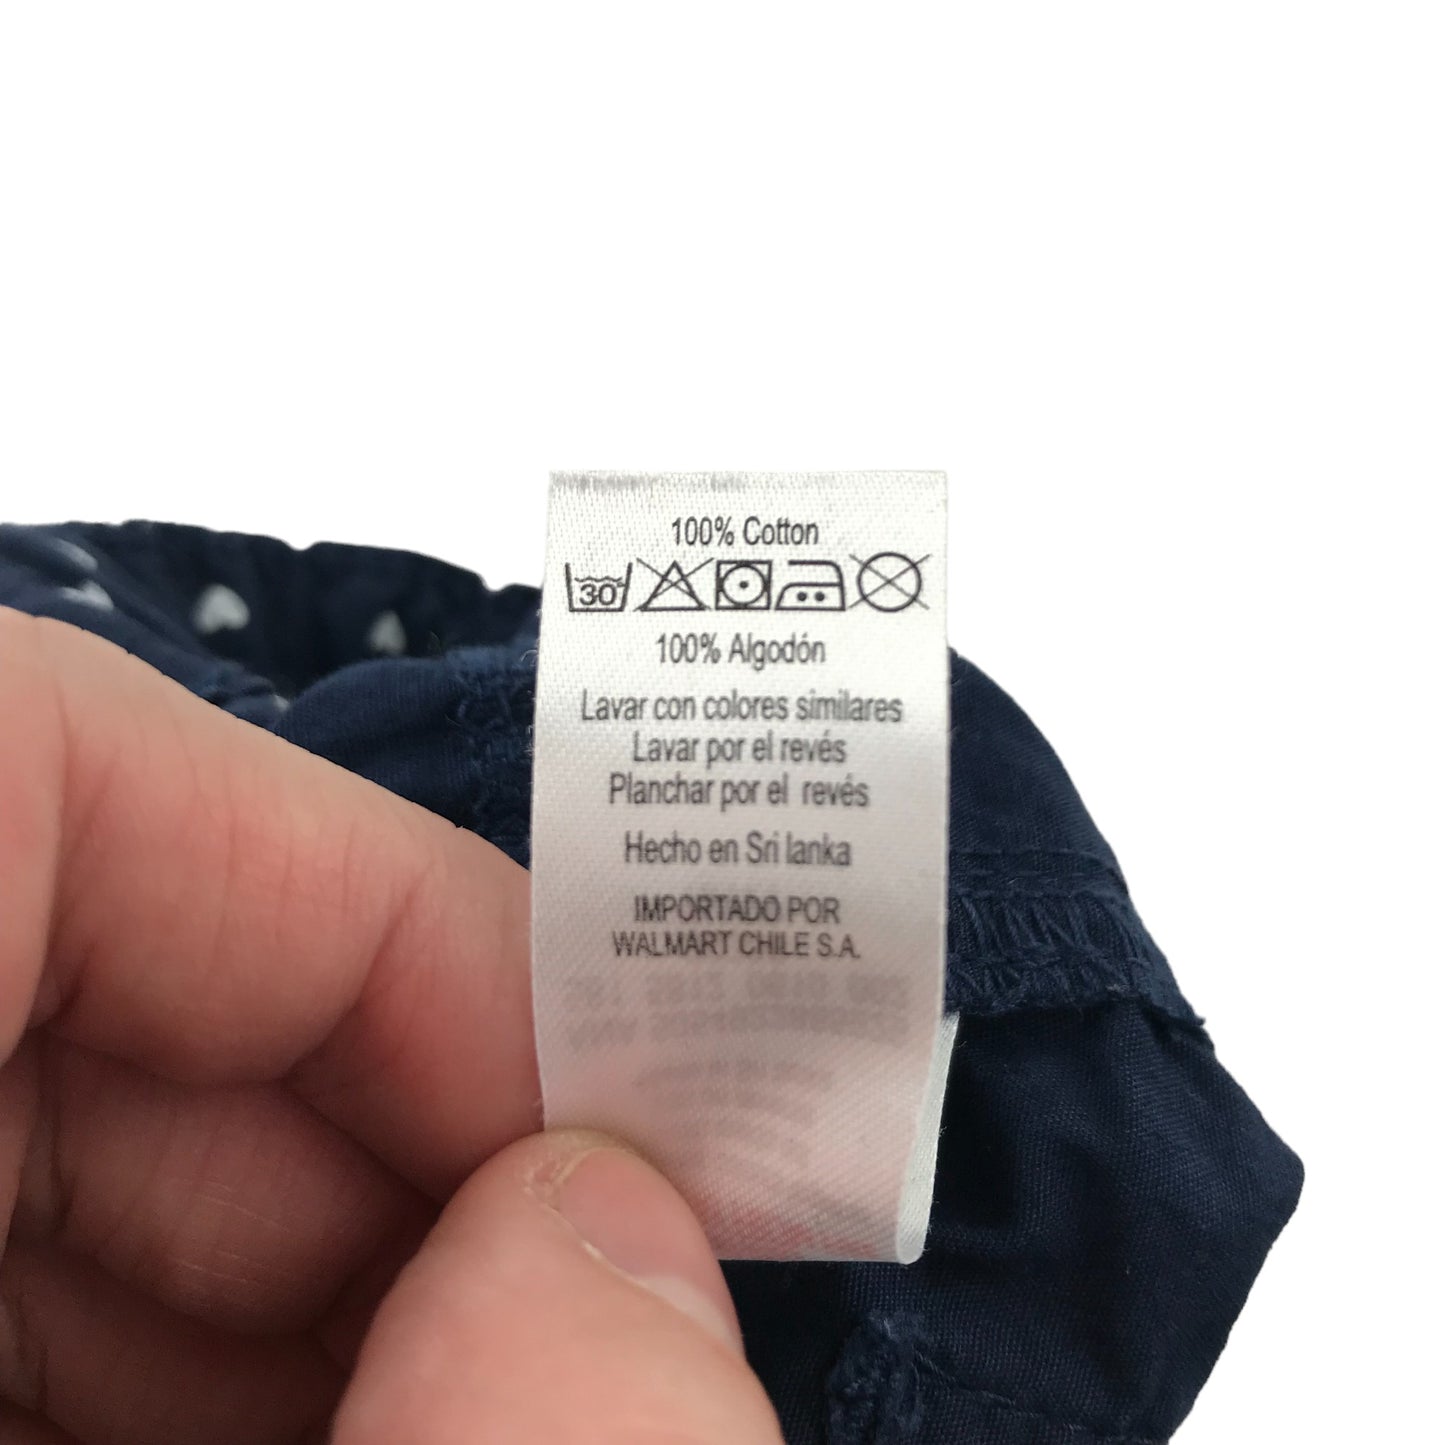 100% Cotton
30°
100% Algodón
Lavar con colores similares
Lavar por el revés
Planchar por el revés
Hecho en Sri lanka
IMPORTADO POR
WALMART CHILE S.A.